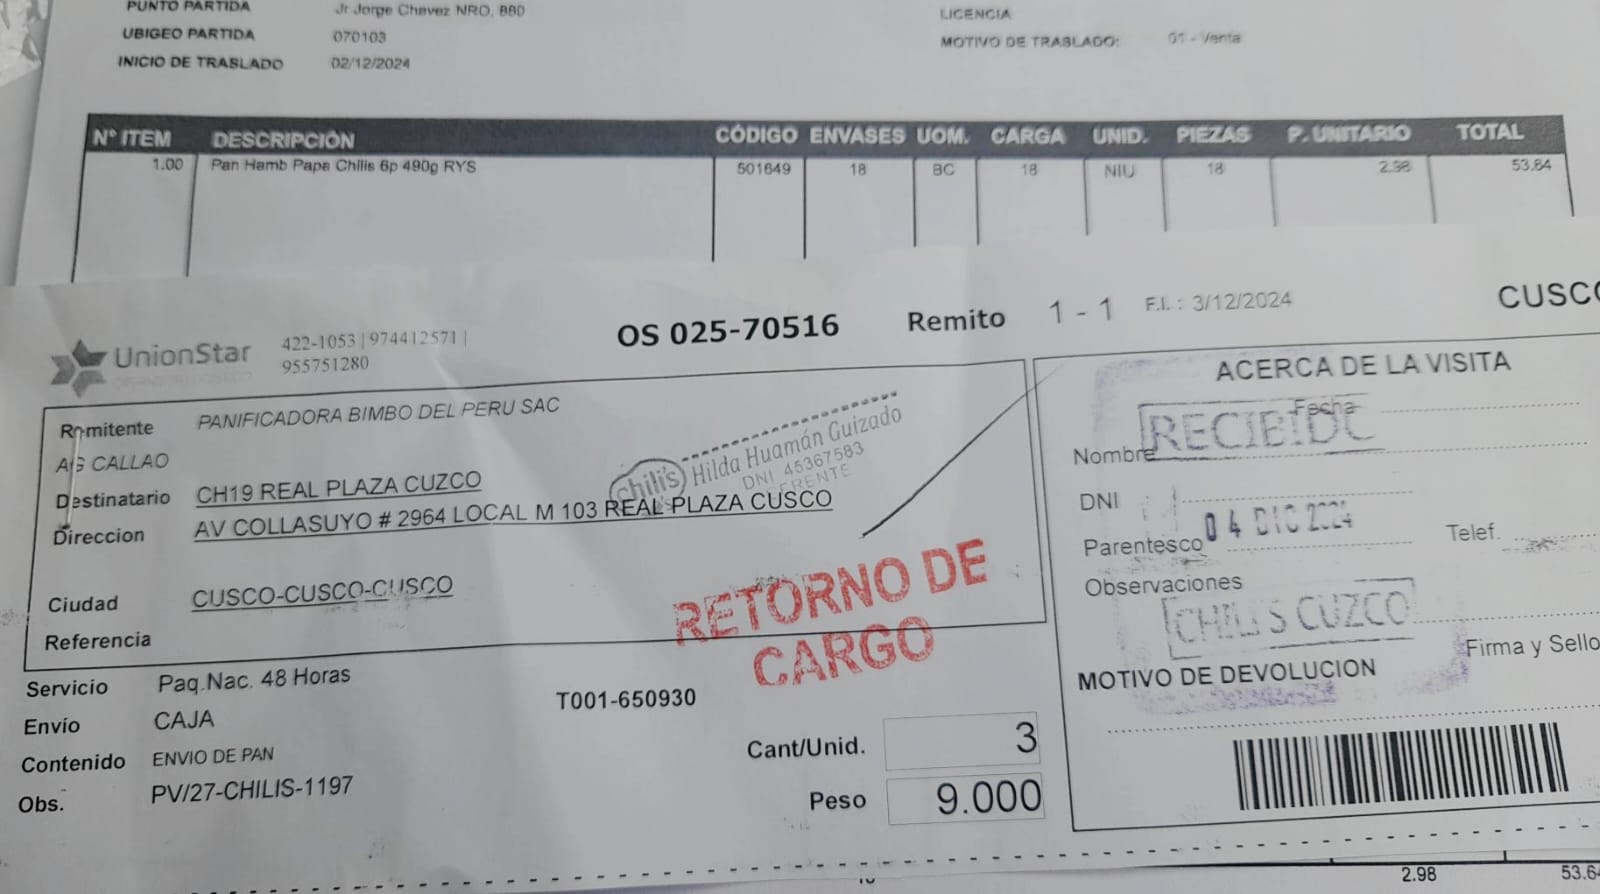 PUNTO PARTIDA Jr Jorge Chavez NRO. 880 LICENCIA
UBIGEO PARTIDA 070103 MOTIVO DE TRASLADO: 01 - Venta
INICIO DE TRASLADO 02/12/2024
N° ITEM DESCRIPCIÓN CÓDIGO ENVASES UOM. CARGA UNID. PIEZAS P. UNITARIO TOTAL
1.00 Pan Hamb Papa Chilis 6p 490g RYS 501649 18 BC 18 NIU 18 2.98 53.64
UnionStar
422-1053 | 974412571 |
955751280
OS 025-70516 Remito 1 - 1 F.I. : 3/12/2024 CUSCO
Remitente PANIFICADORA BIMBO DEL PERU SAC
AG CALLAO
Destinatario CH19 REAL PLAZA CUZCO
Direccion AV COLLASUYO # 2964 LOCAL M 103 REAL PLAZA CUSCO
Ciudad CUSCO-CUSCO-CUSCO
Referencia
chili's Hilda Huamán Guizado
DNI 45367583
RETORNO DE
CARGO
Servicio Paq.Nac. 48 Horas
Envio CAJA
Contenido ENVIO DE PAN
Obs. PV/27-CHILIS-1197
T001-650930
Cant/Unid. 3
Peso 9.000
ACERCA DE LA VISITA
Fecha
RECIBIDO
Nombre
DNI
04 DIC 2024
Parentesco Telef.
Observaciones
CHILI'S CUZCO
Firma y Sello
MOTIVO DE DEVOLUCION
2.98 53.64